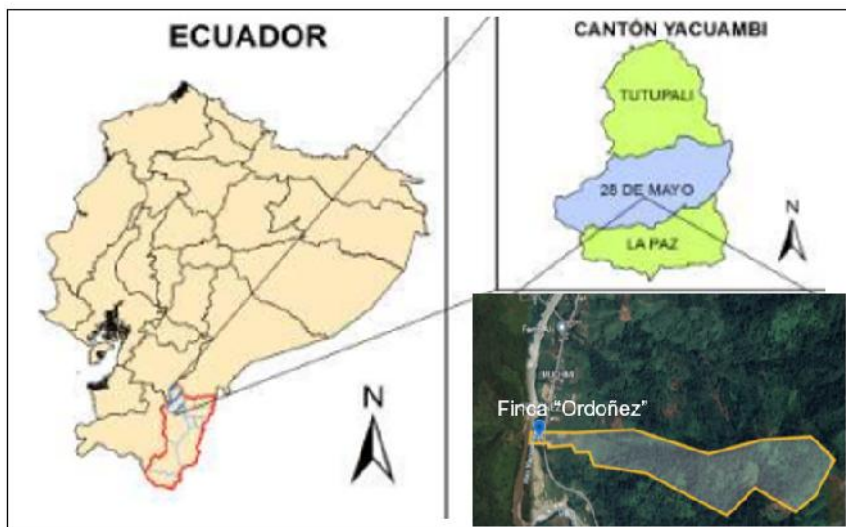 ECUADOR
N
CANTÓN YACUAMBI
TUTUPALI
28 DE MAYO
LA PAZ
N
Finca “Ordoñez”